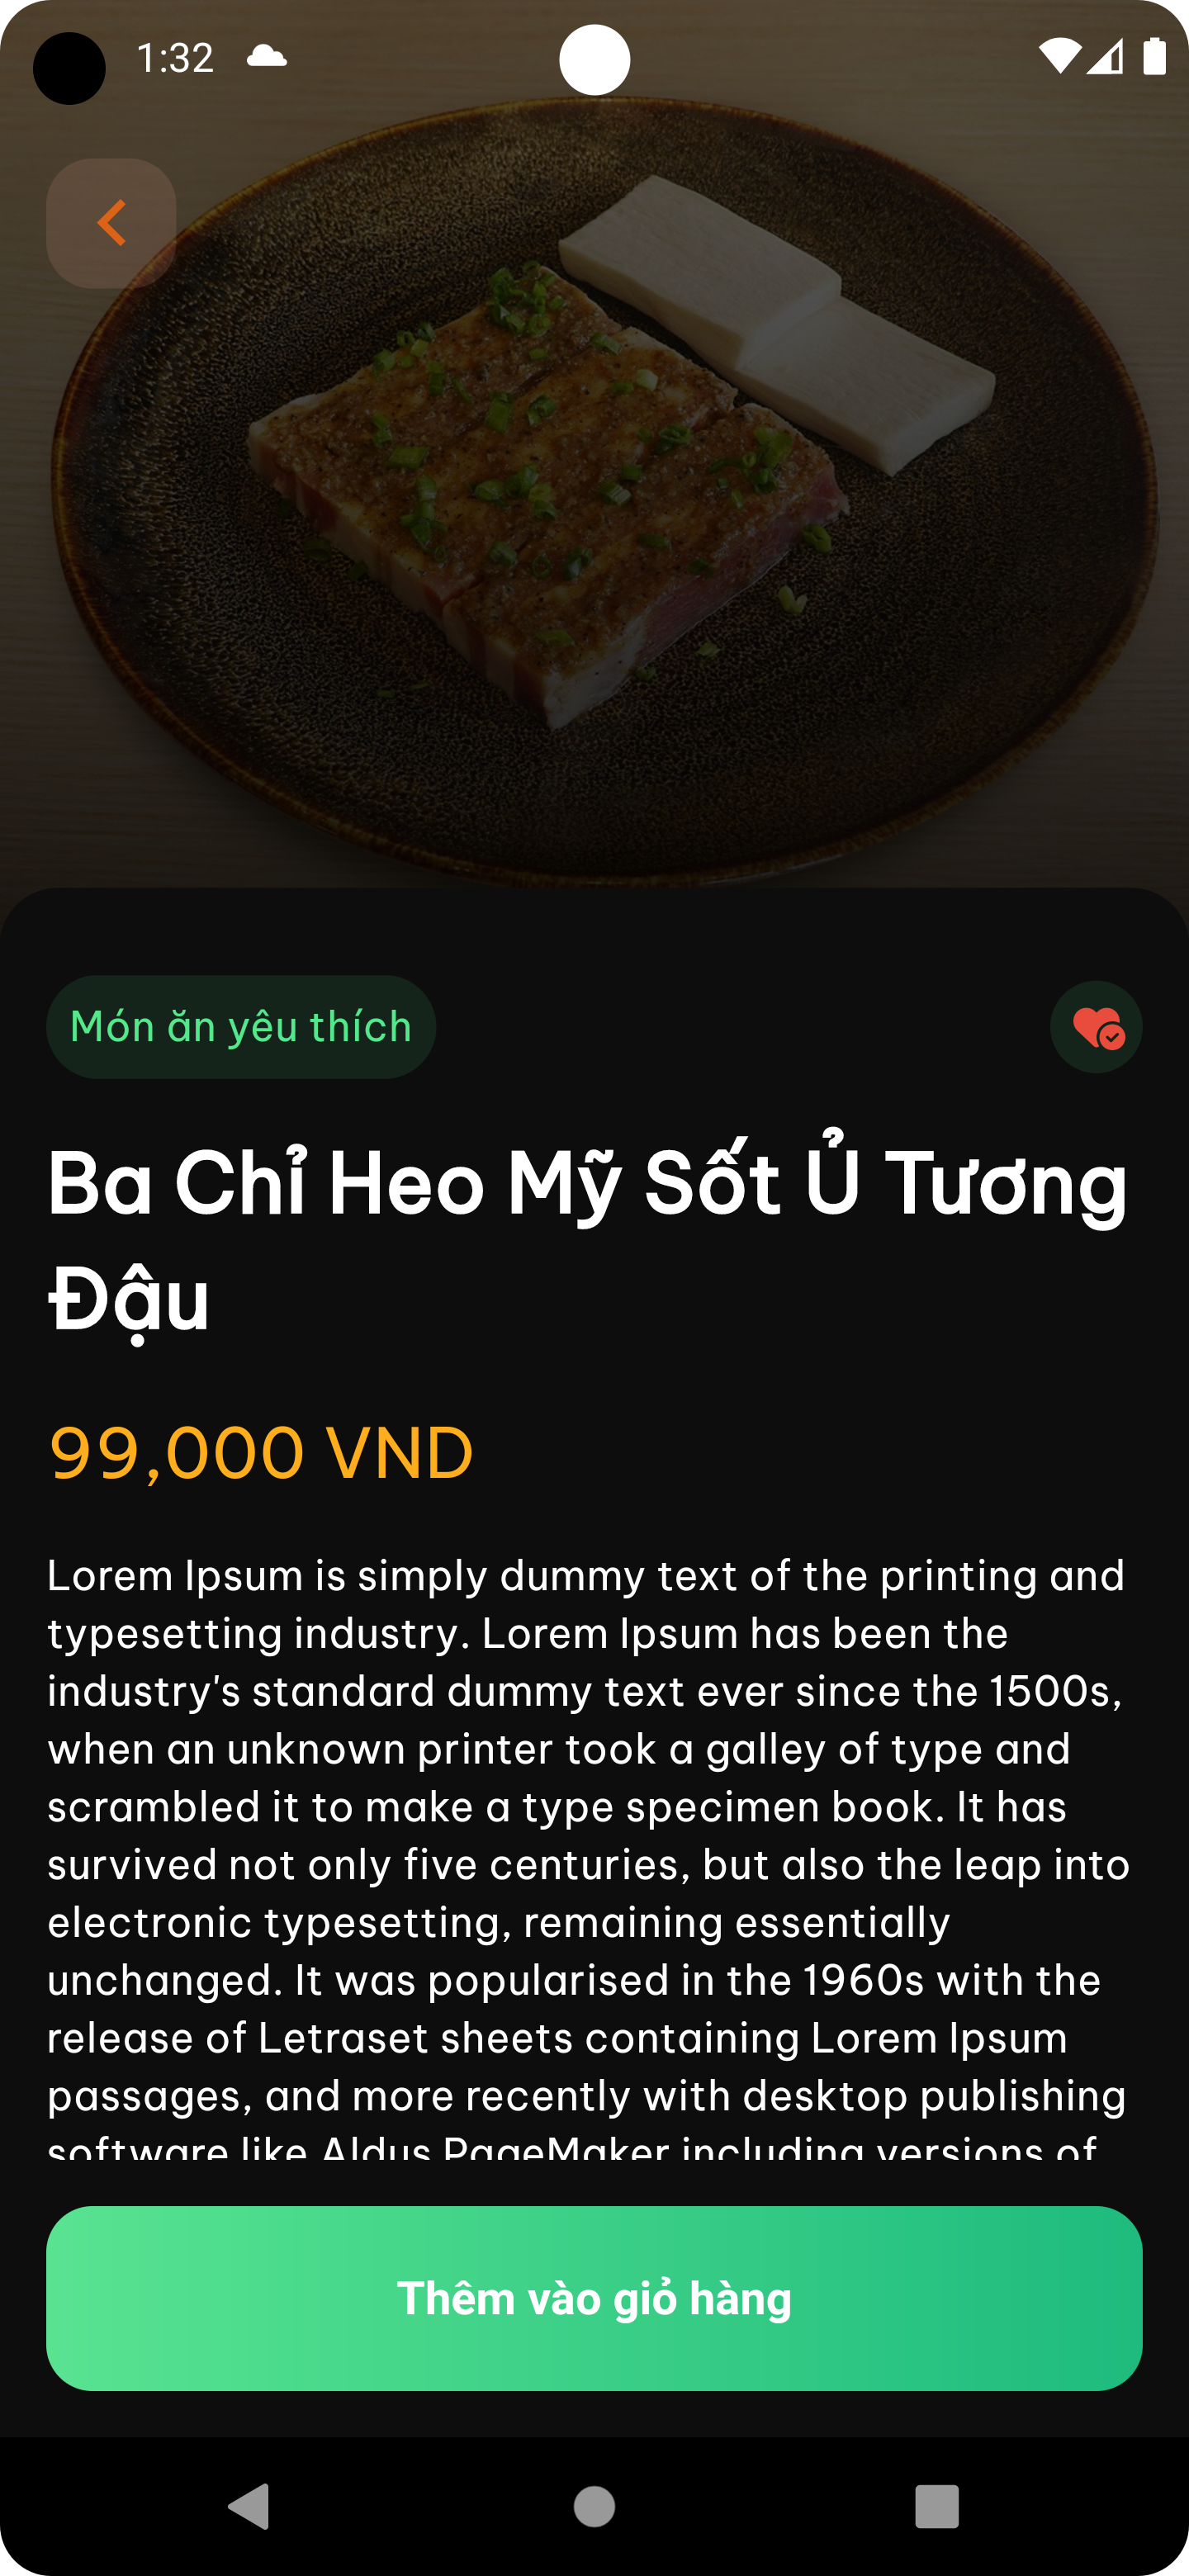 1:32
Món ăn yêu thích
Ba Chỉ Heo Mỹ Sốt Ủ Tương
Đậu
99,000 VND
Lorem Ipsum is simply dummy text of the printing and
typesetting industry. Lorem Ipsum has been the
industry's standard dummy text ever since the 1500s,
when an unknown printer took a galley of type and
scrambled it to make a type specimen book. It has
survived not only five centuries, but also the leap into
electronic typesetting, remaining essentially
unchanged. It was popularised in the 1960s with the
release of Letraset sheets containing Lorem Ipsum
passages, and more recently with desktop publishing
software like Aldus PageMaker including versions of
Thêm vào giỏ hàng